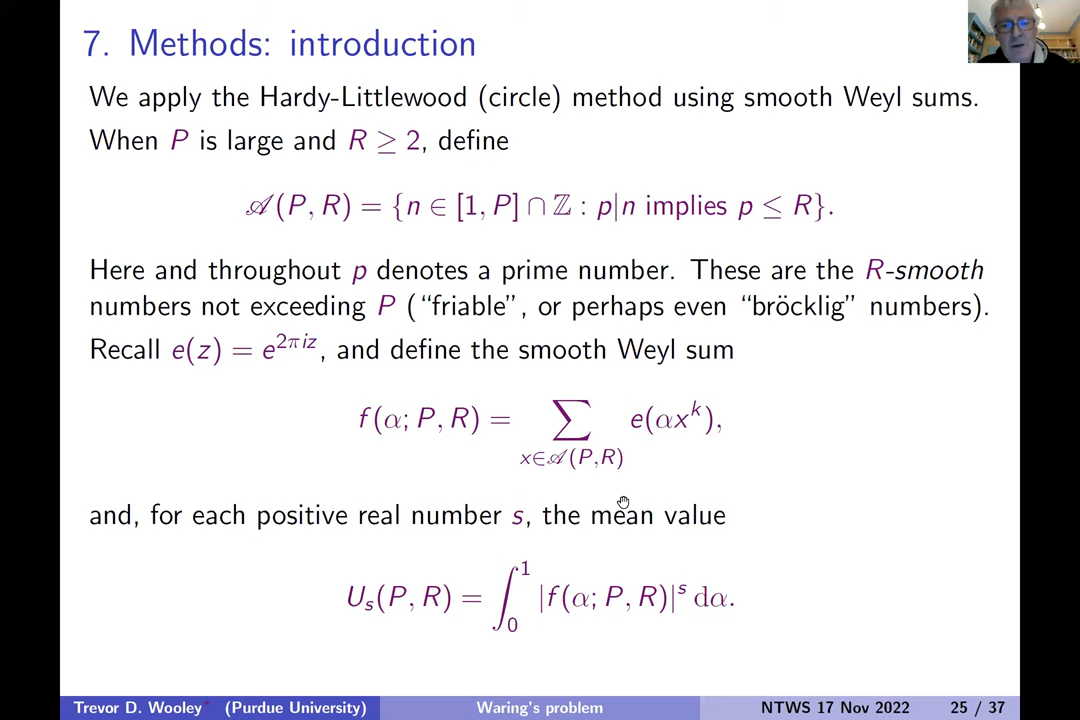 7. Methods: introduction
We apply the Hardy-Littlewood (circle) method using smooth Weyl sums.
When P is large and R ≥ 2, define
𝒜(P, R) = {n ∈ [1, P] ∩ ℤ : p|n implies p ≤ R}.
Here and throughout p denotes a prime number. These are the R-smooth
numbers not exceeding P (“friable”, or perhaps even “bröcklig” numbers).
Recall e(z) = e^{2πiz}, and define the smooth Weyl sum
f(α; P, R) = ∑_{x∈𝒜(P,R)} e(αx^k),
and, for each positive real number s, the mean value
U_s(P, R) = ∫_0^1 |f(α; P, R)|^s dα.
Trevor D. Wooley* (Purdue University) Waring's problem NTWS 17 Nov 2022 25 / 37